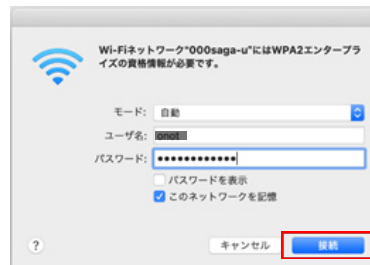 Wi-Fiネットワーク"000saga-u"にはWPA2エンタープラ
イズの資格情報が必要です。
モード: 自動
ユーザ名: onot
パスワード: ••••••••••••
パスワードを表示
このネットワークを記憶
? キャンセル 接続